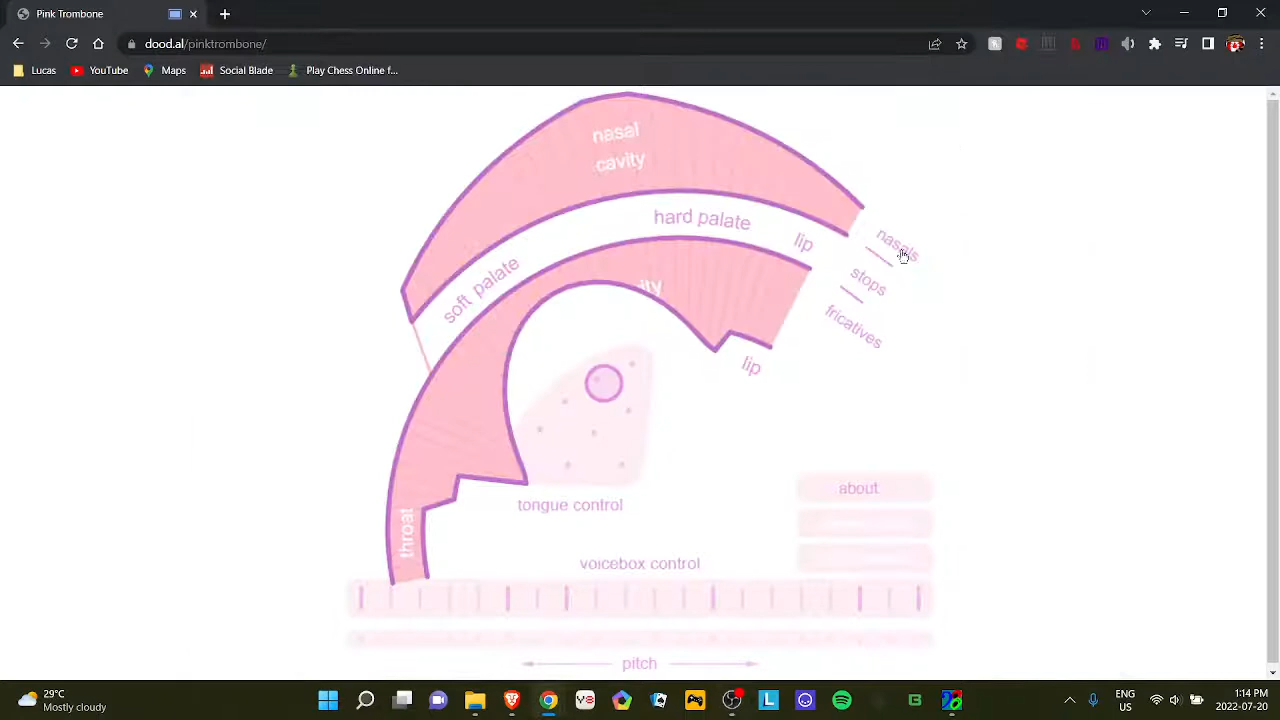 Pink Trombone
dood.al/pinktrombone/
Lucas
YouTube
Maps
Social Blade
Play Chess Online f...
nasal
cavity
hard palate
lip
nasals
soft palate
stops
fricatives
lip
about
throat
tongue control
voicebox control
pitch
29°C
Mostly cloudy
ENG
US
1:14 PM
2022-07-20